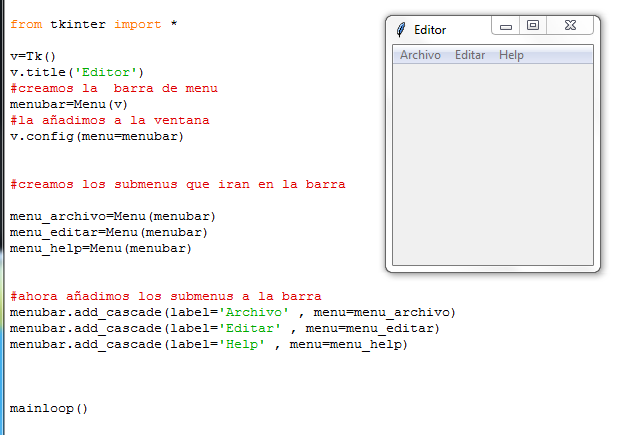 from tkinter import *
v=Tk()
v.title('Editor')
#creamos la  barra de menu
menubar=Menu(v)
#la añadimos a la ventana
v.config(menu=menubar)
#creamos los submenus que iran en la barra
menu_archivo=Menu(menubar)
menu_editar=Menu(menubar)
menu_help=Menu(menubar)
#ahora añadimos los submenus a la barra
menubar.add_cascade(label='Archivo' , menu=menu_archivo)
menubar.add_cascade(label='Editar' , menu=menu_editar)
menubar.add_cascade(label='Help' , menu=menu_help)
mainloop()
Editor
Archivo Editar Help